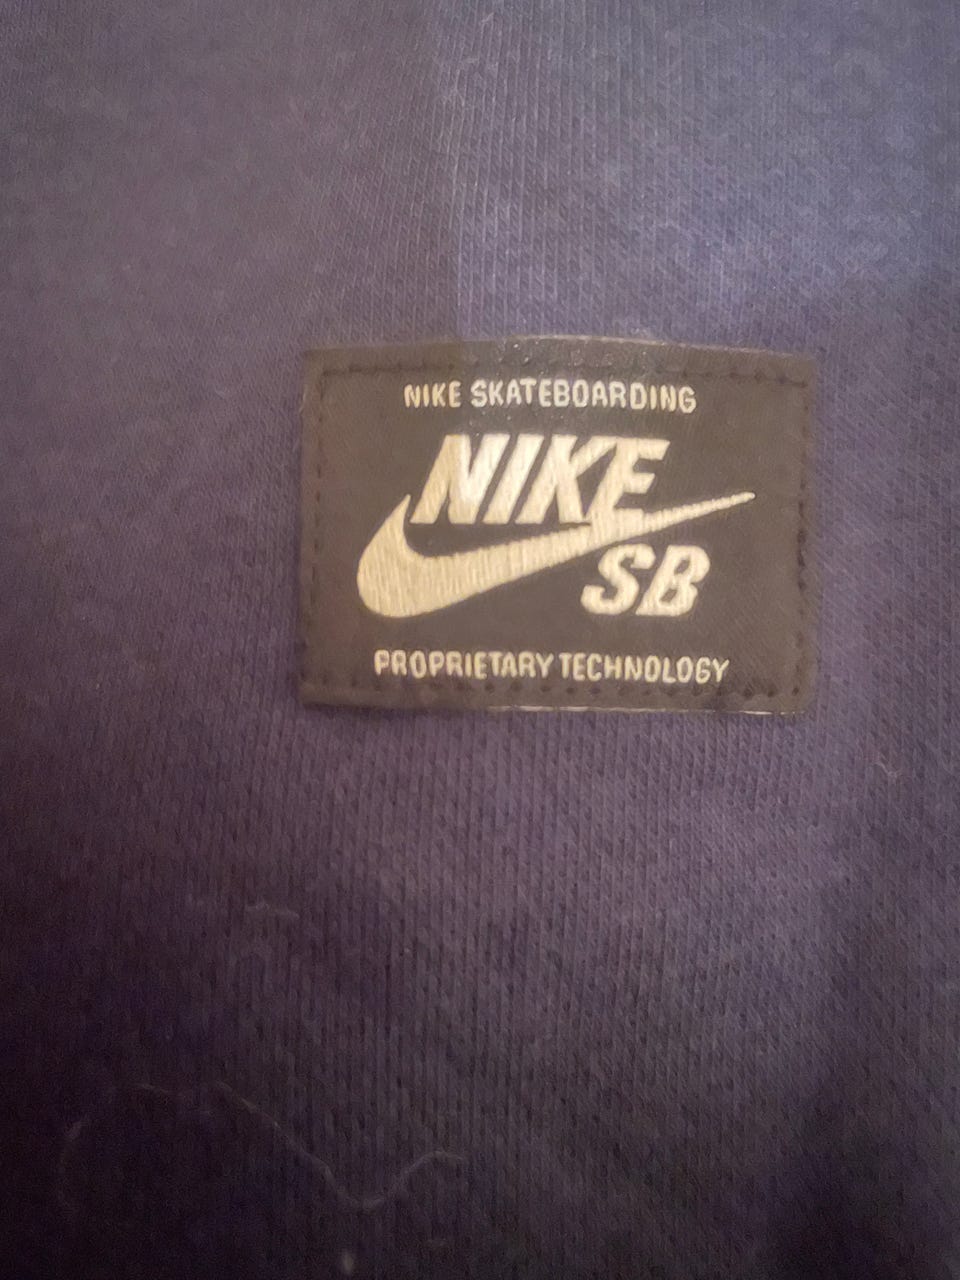 NIKE SKATEBOARDING
NIKE
SB
PROPRIETARY TECHNOLOGY